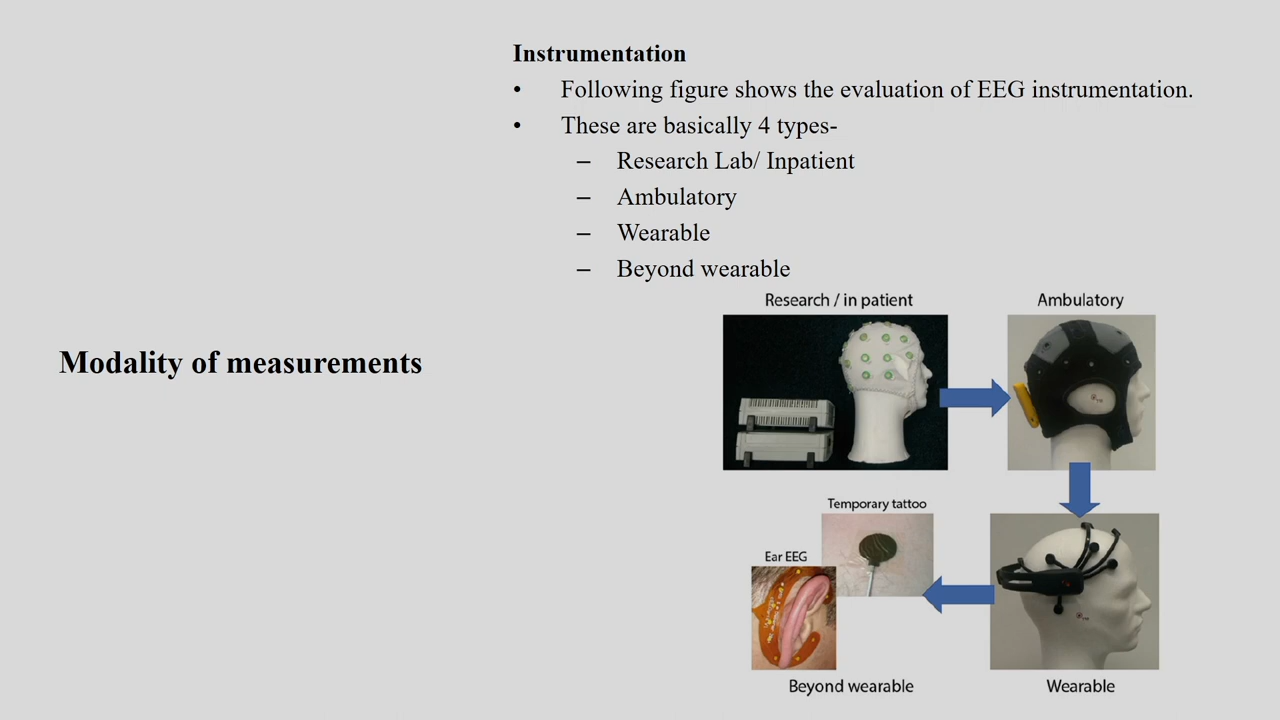 Instrumentation
• Following figure shows the evaluation of EEG instrumentation.
• These are basically 4 types-
– Research Lab/ Inpatient
– Ambulatory
– Wearable
– Beyond wearable
Modality of measurements
Research / in patient
Ambulatory
Temporary tattoo
Ear EEG
Beyond wearable
Wearable